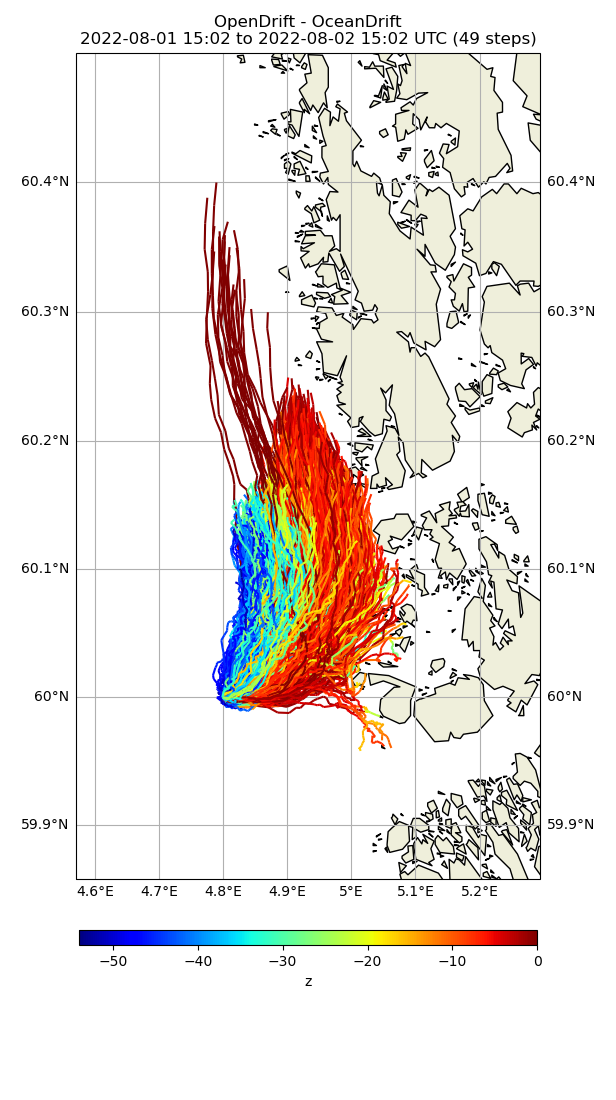 OpenDrift - OceanDrift
2022-08-01 15:02 to 2022-08-02 15:02 UTC (49 steps)
60.4°N 60.4°N
60.3°N 60.3°N
60.2°N 60.2°N
60.1°N 60.1°N
60°N 60°N
59.9°N 59.9°N
4.6°E 4.7°E 4.8°E 4.9°E 5°E 5.1°E 5.2°E
−50 −40 −30 −20 −10 0
z